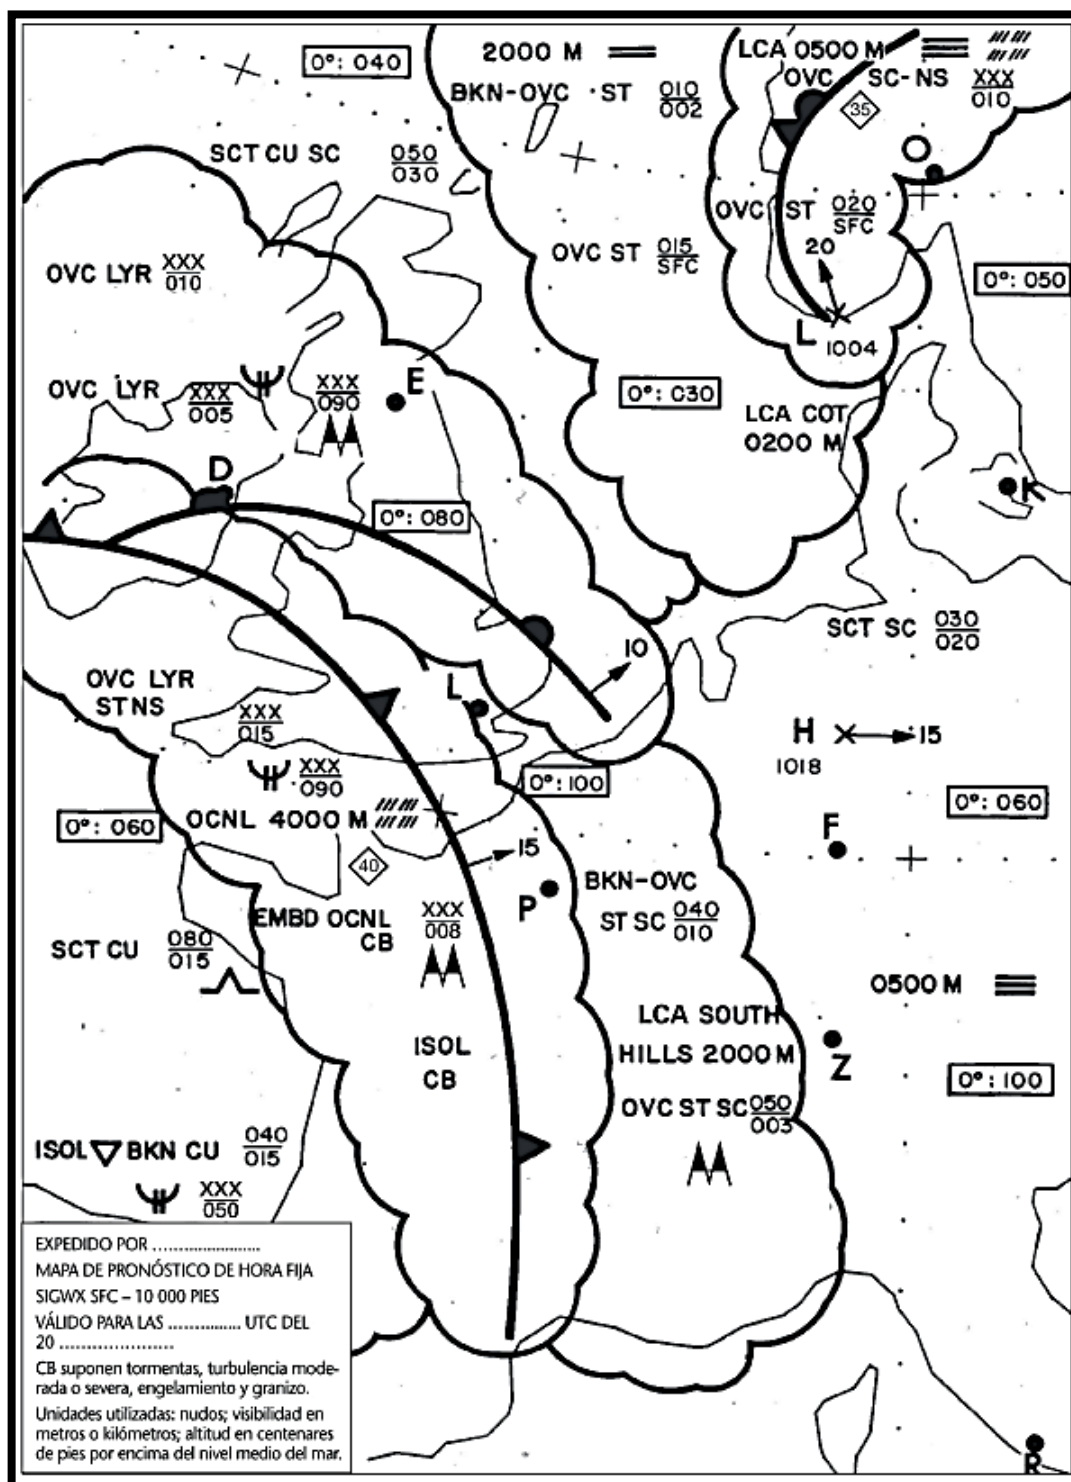 0°: 040
2000 M
BKN-OVC ST 010
002
LCA 0500 M
OVC SC-NS XXX
010
35
SCT CU SC 050
030
O
OVC LYR XXX
010
OVC ST 015
SFC
OVC ST 020
SFC
20
0°: 050
L 1004
OVC LYR XXX
005
XXX
090
E
0°: 030
LCA COT
0200 M
K
D
0°: 080
SCT SC 030
020
10
OVC LYR
ST NS
XXX
015
L
H
1018
15
XXX
090
0°: 100
0°: 060
0°: 060
OCNL 4000 M
40
15
F
P
BKN-OVC
ST SC 040
010
EMBD OCNL
CB
XXX
008
SCT CU 080
015
0500 M
LCA SOUTH
HILLS 2000 M
Z
ISOL
CB
0°: 100
OVC ST SC 050
003
ISOL BKN CU 040
015
XXX
050
EXPEDIDO POR ......................
MAPA DE PRONÓSTICO DE HORA FIJA
SIGWX SFC – 10 000 PIES
VÁLIDO PARA LAS ............... UTC DEL
20 ......................
CB suponen tormentas, turbulencia mode-
rada o severa, engelamiento y granizo.
Unidades utilizadas: nudos; visibilidad en
metros o kilómetros; altitud en centenares
de pies por encima del nivel medio del mar.
R